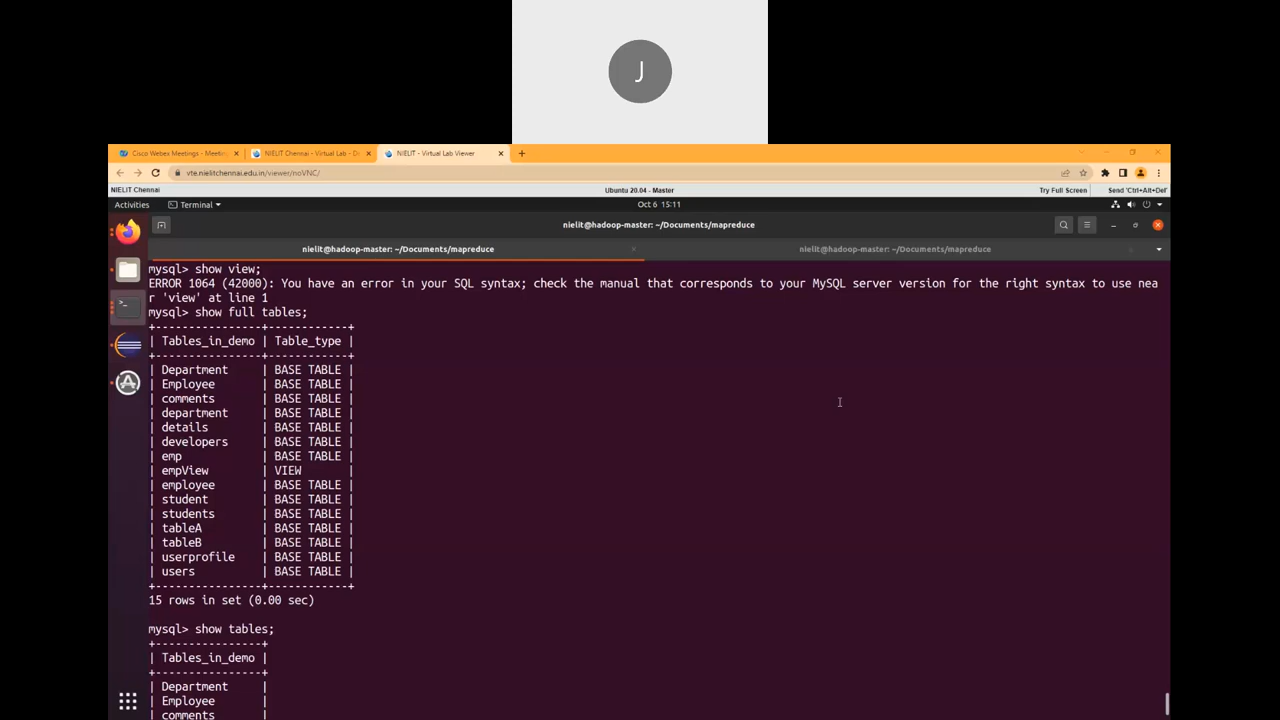 J
Cisco Webex Meetings - Meetin
NIELIT Chennai - Virtual Lab - D
NIELIT - Virtual Lab Viewer
vte.nielitchennai.edu.in/viewer/noVNC/
NIELIT Chennai
Ubuntu 20.04 - Master
Try Full Screen
Send 'Ctrl+Alt+Del'
Activities
Terminal
Oct 6 15:11
nielit@hadoop-master: ~/Documents/mapreduce
nielit@hadoop-master: ~/Documents/mapreduce
nielit@hadoop-master: ~/Documents/mapreduce
mysql> show view;
ERROR 1064 (42000): You have an error in your SQL syntax; check the manual that corresponds to your MySQL server version for the right syntax to use nea
r 'view' at line 1
mysql> show full tables;
+----------------+------------+
| Tables_in_demo | Table_type |
+----------------+------------+
| Department     | BASE TABLE |
| Employee       | BASE TABLE |
| comments       | BASE TABLE |
| department     | BASE TABLE |
| details        | BASE TABLE |
| developers     | BASE TABLE |
| emp            | BASE TABLE |
| empView        | VIEW       |
| employee       | BASE TABLE |
| student        | BASE TABLE |
| students       | BASE TABLE |
| tableA         | BASE TABLE |
| tableB         | BASE TABLE |
| userprofile    | BASE TABLE |
| users          | BASE TABLE |
+----------------+------------+
15 rows in set (0.00 sec)
mysql> show tables;
+----------------+
| Tables_in_demo |
+----------------+
| Department     |
| Employee       |
| comments       |